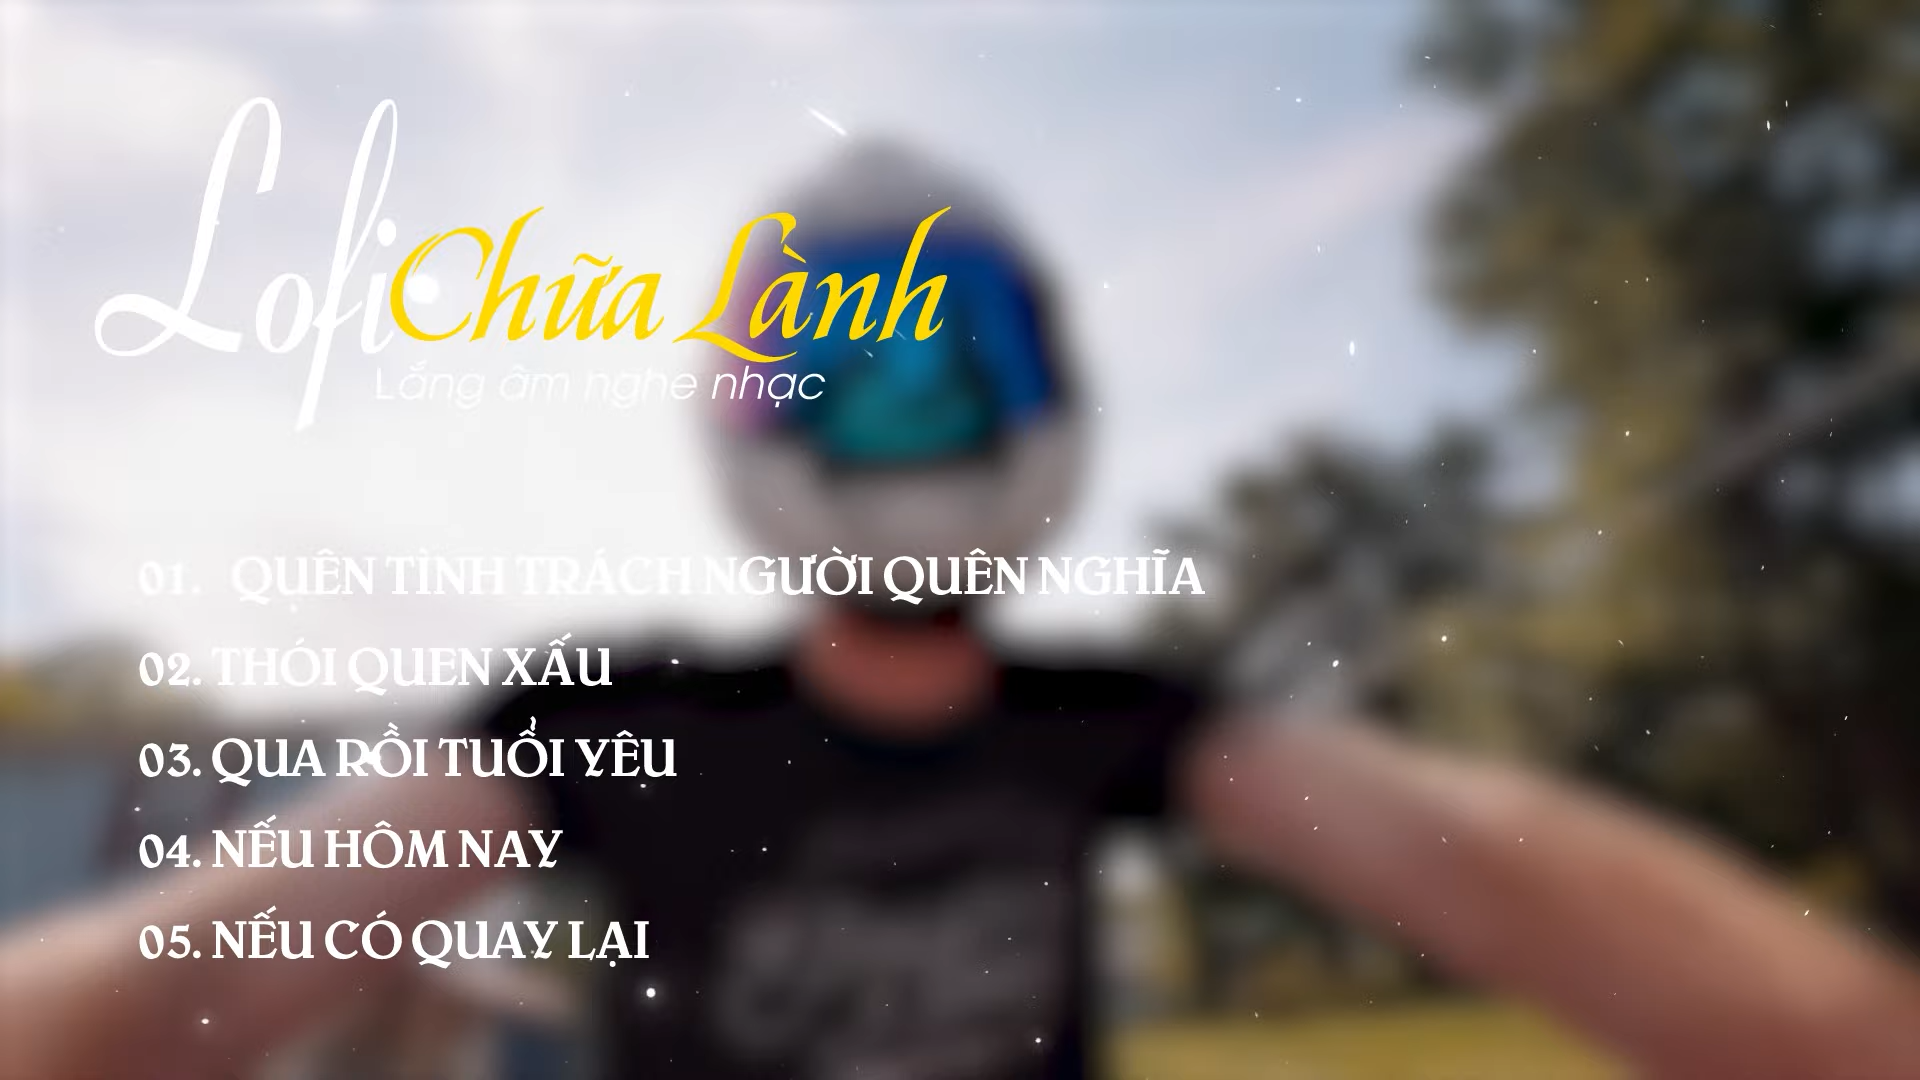 Lofi Chữa Lành
Lắng âm nghe nhạc
01. QUÊN TÌNH TRÁCH NGƯỜI QUÊN NGHĨA
02. THÓI QUEN XẤU
03. QUA RỒI TUỔI YÊU
04. NẾU HÔM NAY
05. NẾU CÓ QUAY LẠI